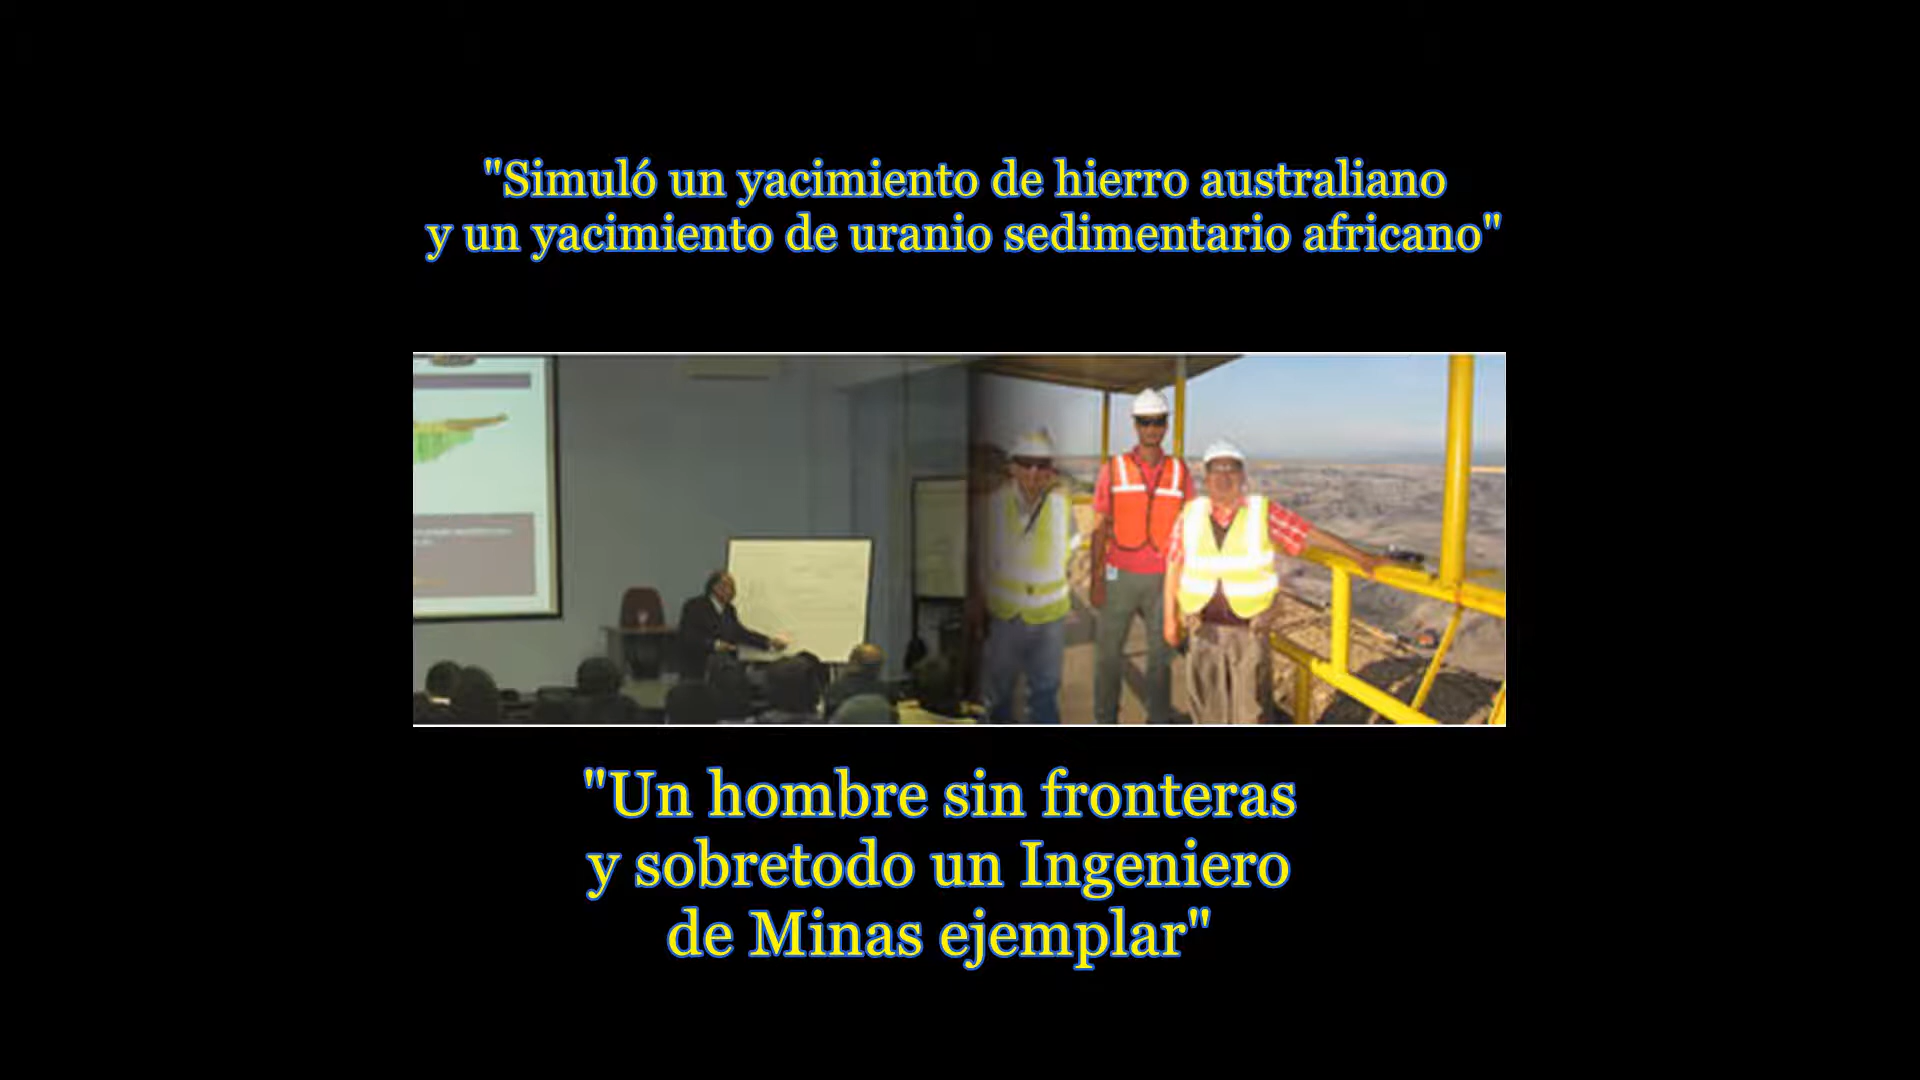 "Simuló un yacimiento de hierro australiano
y un yacimiento de uranio sedimentario africano"
"Un hombre sin fronteras
y sobretodo un Ingeniero
de Minas ejemplar"